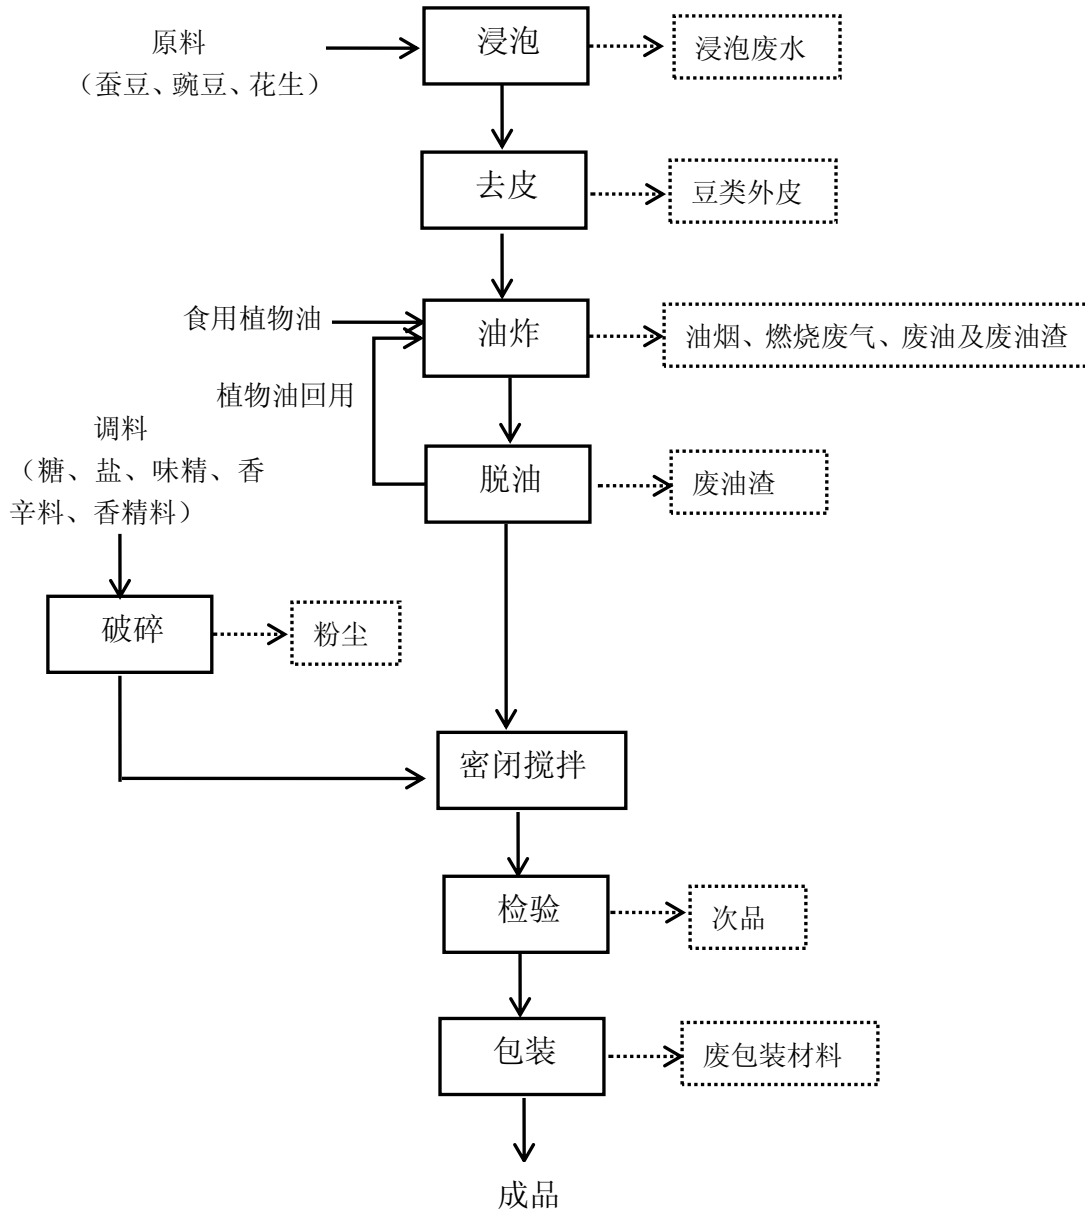 原料
（蚕豆、豌豆、花生）
浸泡
浸泡废水
去皮
豆类外皮
食用植物油
油炸
油烟、燃烧废气、废油及废油渣
植物油回用
调料
（糖、盐、味精、香
辛料、香精料）
脱油
废油渣
破碎
粉尘
密闭搅拌
检验
次品
包装
废包装材料
成品